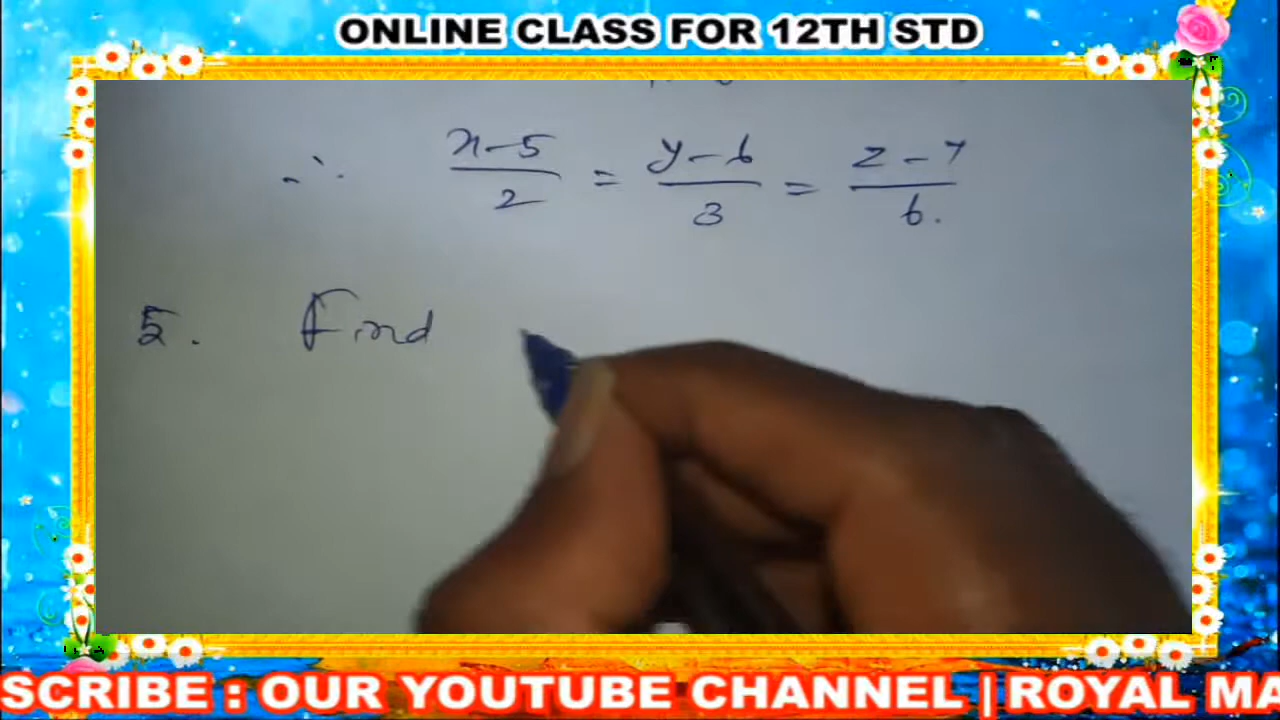 ONLINE CLASS FOR 12TH STD
∴ x-5/2 = y-6/3 = z-7/6.
5. Find
SCRIBE : OUR YOUTUBE CHANNEL | ROYAL MA